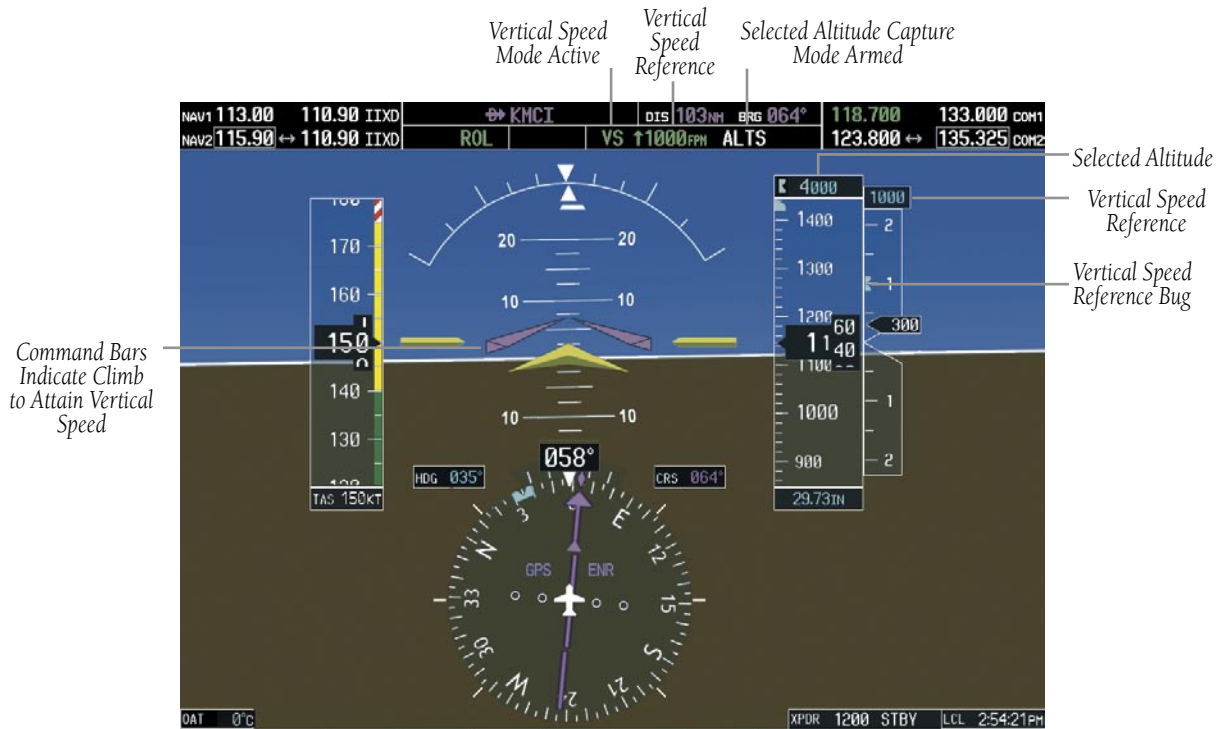 Vertical Speed
Mode Active
Vertical
Speed
Reference
Selected Altitude Capture
Mode Armed
NAV1 113.00 110.90 IIXD KMCI DIS 103NM BRG 064° 118.700 133.000 COM1
NAV2 115.90 ↔ 110.90 IIXD ROL VS ↑1000FPM ALTS 123.800 ↔ 135.325 COM2
Selected Altitude
4000
1000
Vertical Speed
Reference
170
160
150
140
130
TAS 150KT
20 20
10 10
10 10
1400
1300
1200
11
60
40
1100
1000
900
29.73IN
2
1
300
1
2
Vertical Speed
Reference Bug
Command Bars
Indicate Climb
to Attain Vertical
Speed
058°
HDG 035°
CRS 064°
N 3 6 E 12 15 S 21 24 W 30 33
GPS ENR
OAT 0°C
XPDR 1200 STBY LCL 2:54:21PM